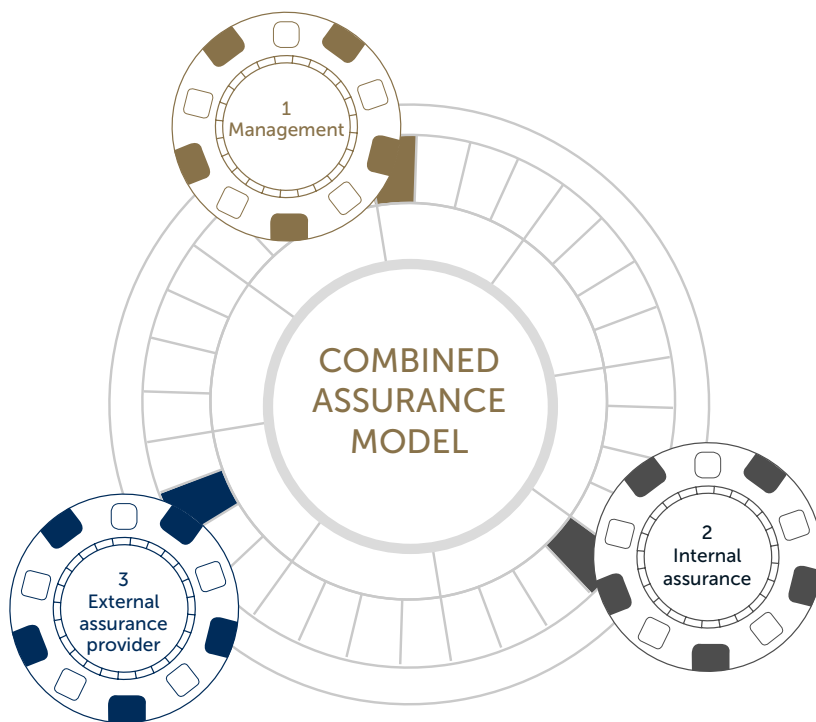 1
Management
COMBINED
ASSURANCE
MODEL
2
Internal
assurance
3
External
assurance
provider